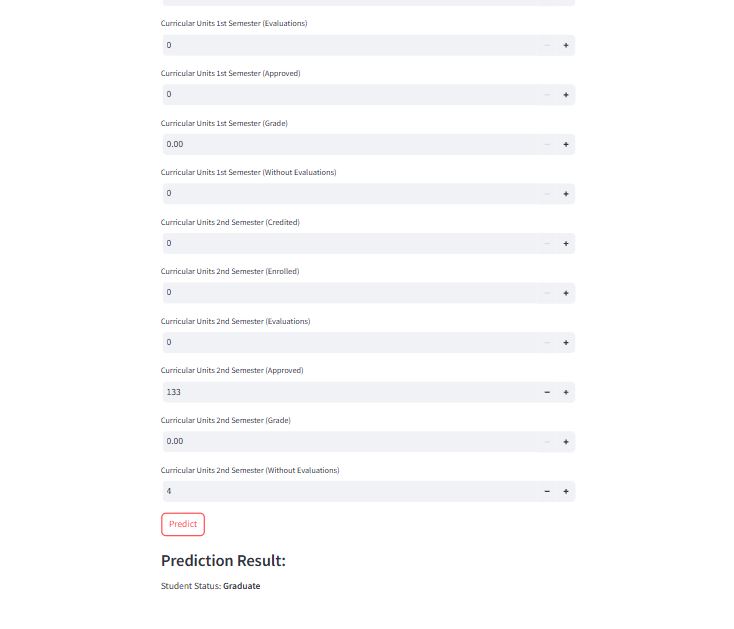 Curricular Units 1st Semester (Evaluations)
0
Curricular Units 1st Semester (Approved)
0
Curricular Units 1st Semester (Grade)
0.00
Curricular Units 1st Semester (Without Evaluations)
0
Curricular Units 2nd Semester (Credited)
0
Curricular Units 2nd Semester (Enrolled)
0
Curricular Units 2nd Semester (Evaluations)
0
Curricular Units 2nd Semester (Approved)
133
Curricular Units 2nd Semester (Grade)
0.00
Curricular Units 2nd Semester (Without Evaluations)
4
Predict
Prediction Result:
Student Status: Graduate